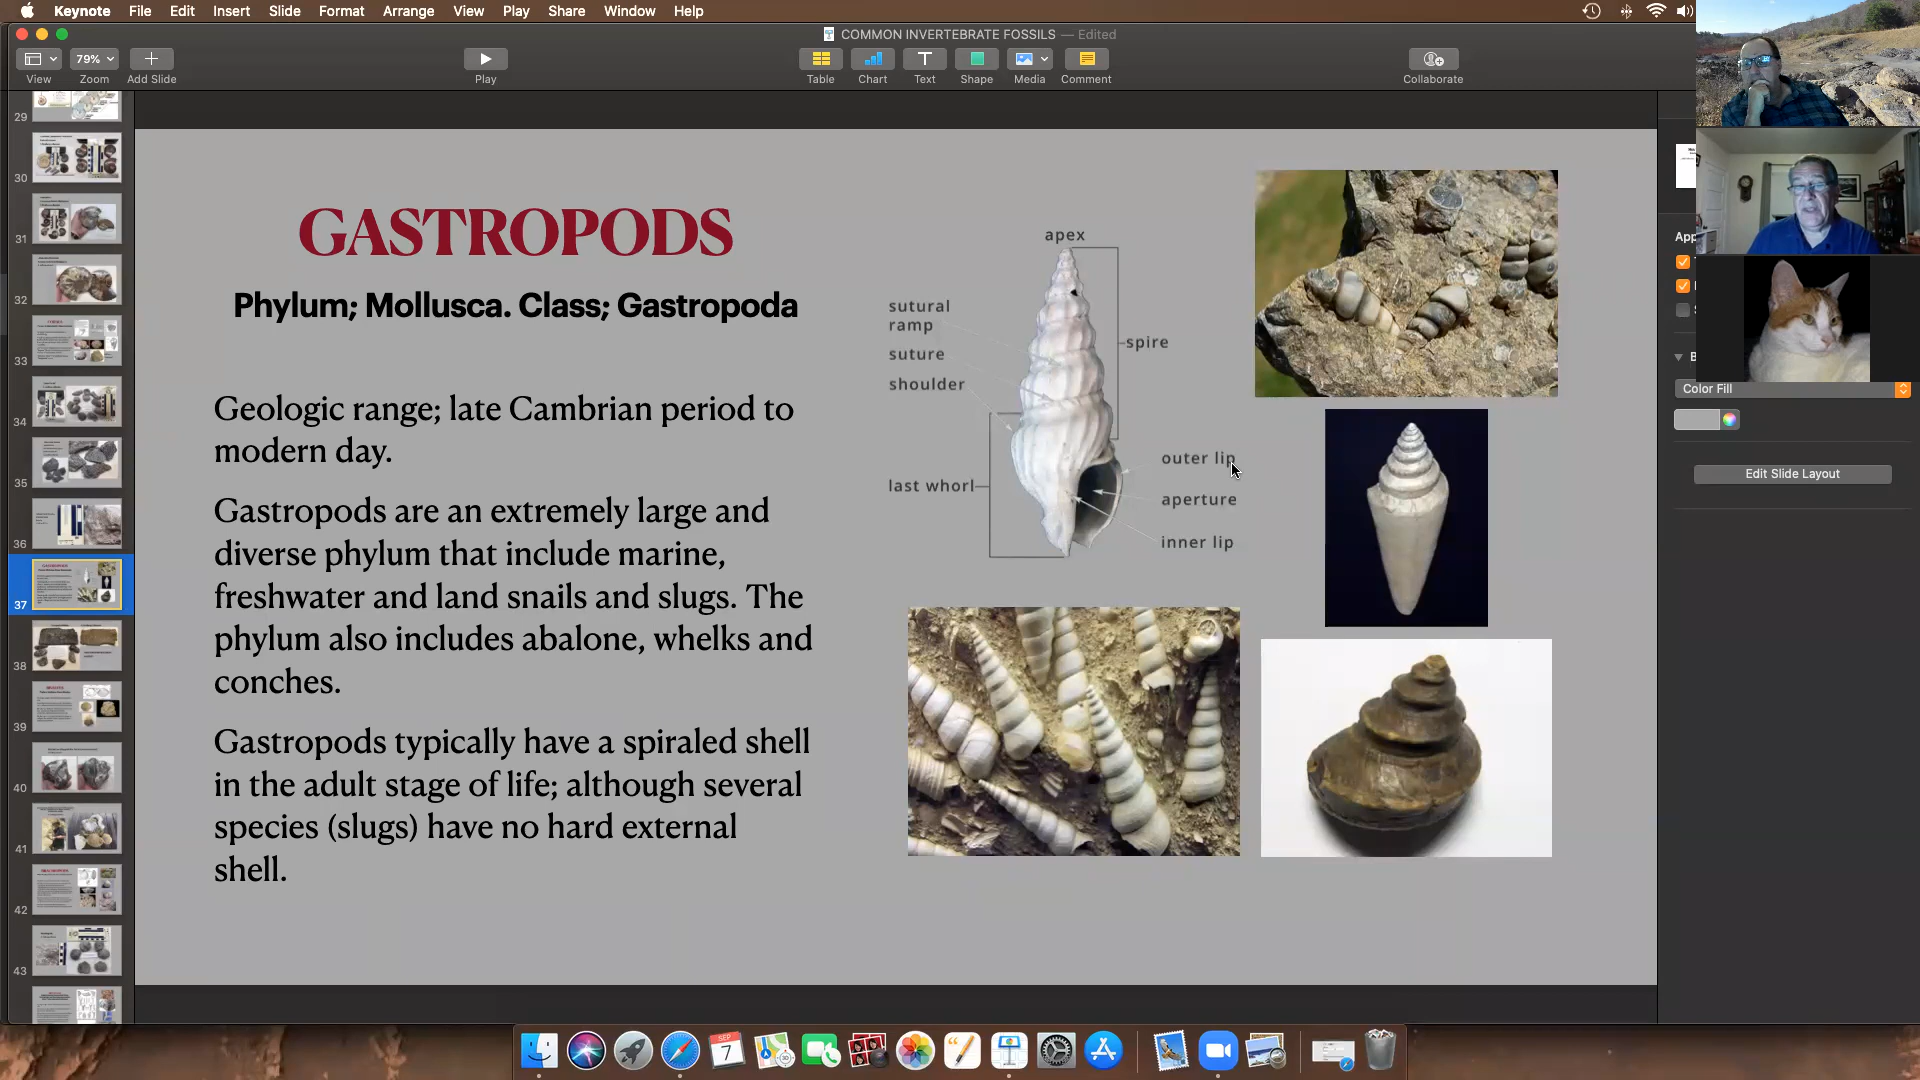 Keynote File Edit Insert Slide Format Arrange View Play Share Window Help
COMMON INVERTEBRATE FOSSILS — Edited
79%
View Zoom Add Slide Play Table Chart Text Shape Media Comment Collaborate
29
30
31
32
33
34
35
36
37
38
39
40
41
42
43
GASTROPODS
Phylum; Mollusca. Class; Gastropoda
Geologic range; late Cambrian period to
modern day.
Gastropods are an extremely large and
diverse phylum that include marine,
freshwater and land snails and slugs. The
phylum also includes abalone, whelks and
conches.
Gastropods typically have a spiraled shell
in the adult stage of life; although several
species (slugs) have no hard external
shell.
apex
sutural
ramp
suture
shoulder
spire
last whorl
outer lip
aperture
inner lip
Color Fill
Edit Slide Layout
SEP
7